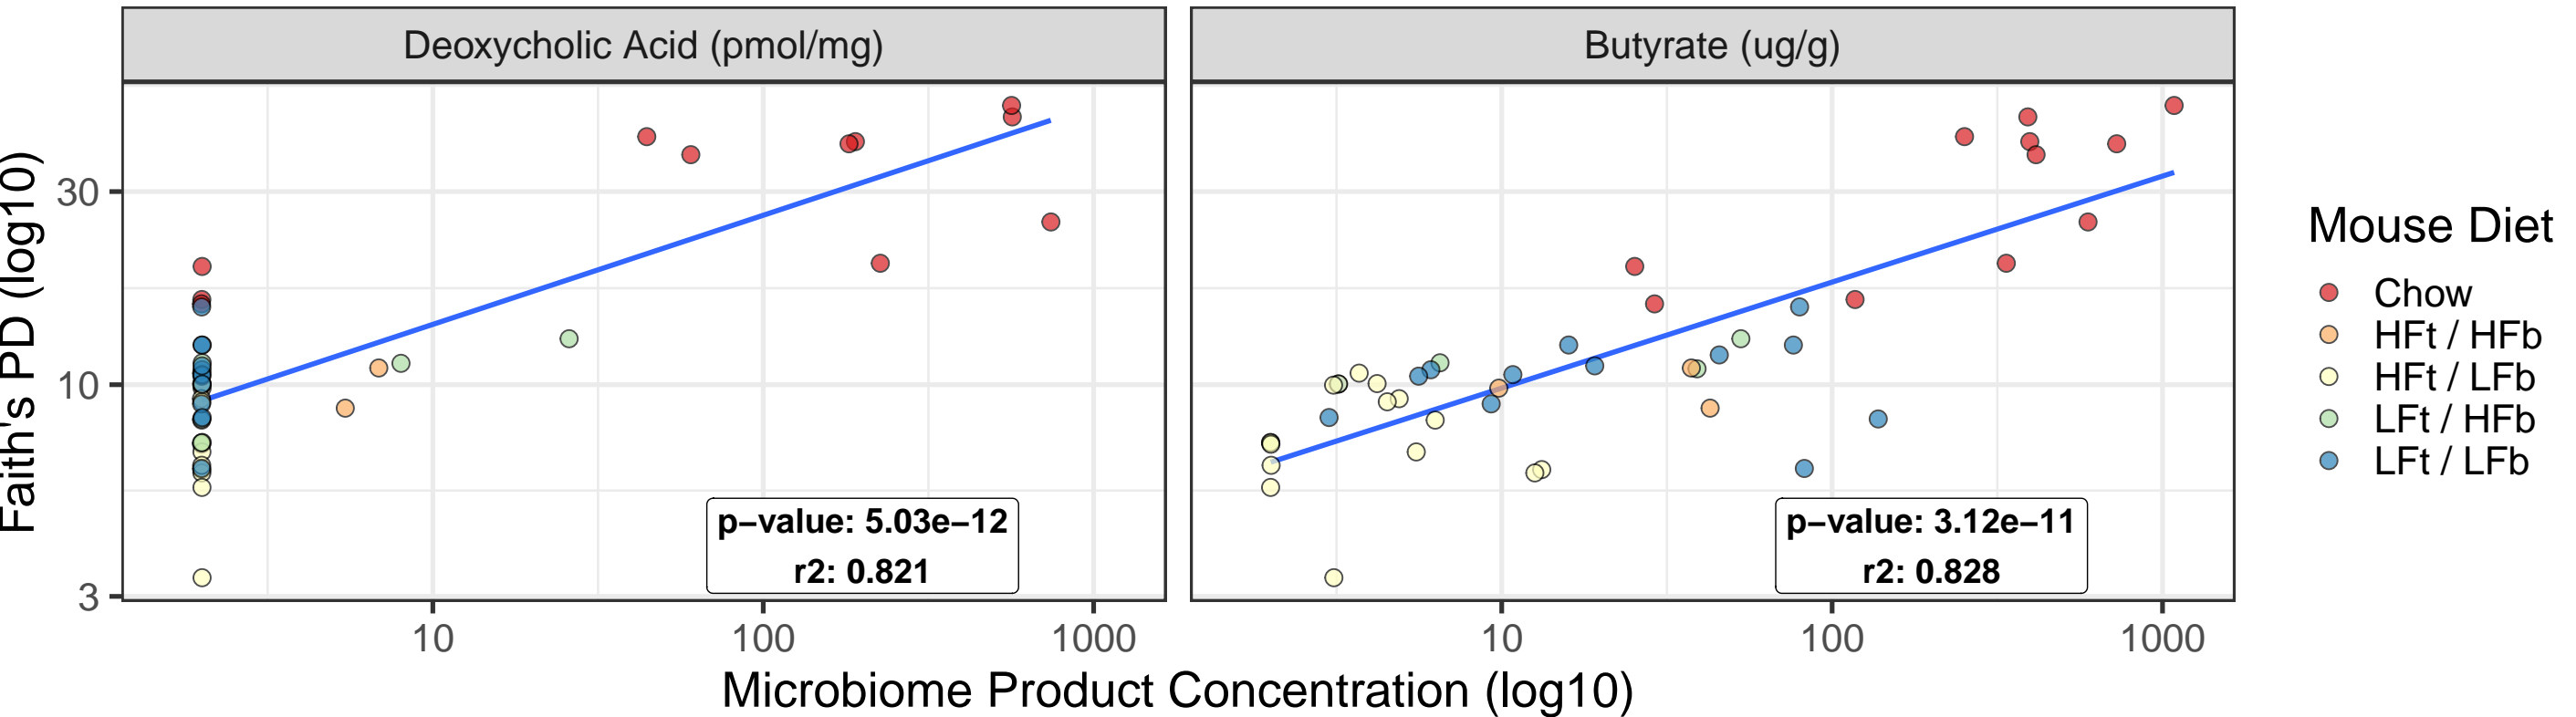 Deoxycholic Acid (pmol/mg)
Butyrate (ug/g)
Faith's PD (log10)
30
10
3
p−value: 5.03e−12
r2: 0.821
p−value: 3.12e−11
r2: 0.828
10
100
1000
10
100
1000
Microbiome Product Concentration (log10)
Mouse Diet
Chow
HFt / HFb
HFt / LFb
LFt / HFb
LFt / LFb